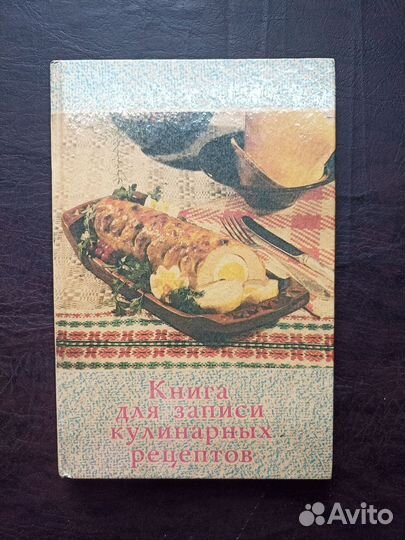 Книга
для записи
кулинарных
рецептов
Avito